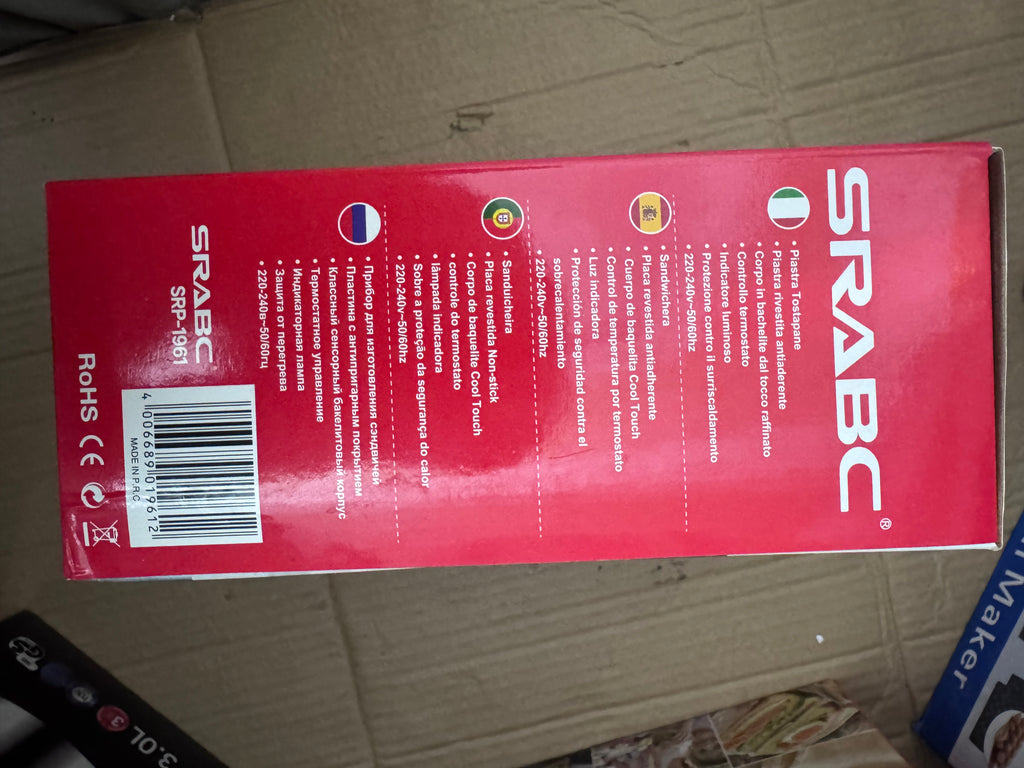 SRABC®
• Piastra Tostapane
• Piastra rivestita antiaderente
• Corpo in bachelite dal tocco raffinato
• Controllo termostato
• Indicatore luminoso
• Protezione contro il surriscaldamento
• 220-240v~50/60hz
• Sandwichera
• Placa revestida antiadherente
• Cuerpo de baquelita Cool Touch
• Control de temperatura por termostato
• Luz indicadora
• Protección de seguridad contra el
sobrecalentamiento
• 220-240v~50/60hz
• Sanduicheira
• Placa revestida Non-stick
• Corpo de baquelite Cool Touch
• controle do termostato
• lâmpada indicadora
• Sobre a proteção da segurança do calor
• 220-240v~50/60hz
• Прибор для изготовления сэндвичей
• Пластина с антипригарным покрытием
• Классный сенсорный бакелитовый корпус
• Термостатное управление
• Индикаторная лампа
• Защита от перегрева
• 220-240в~50/60гц
SRABC
SRP-1961
4 006689 019612
MADE IN P.R.C
RoHS CE
Maker
3.0L
3